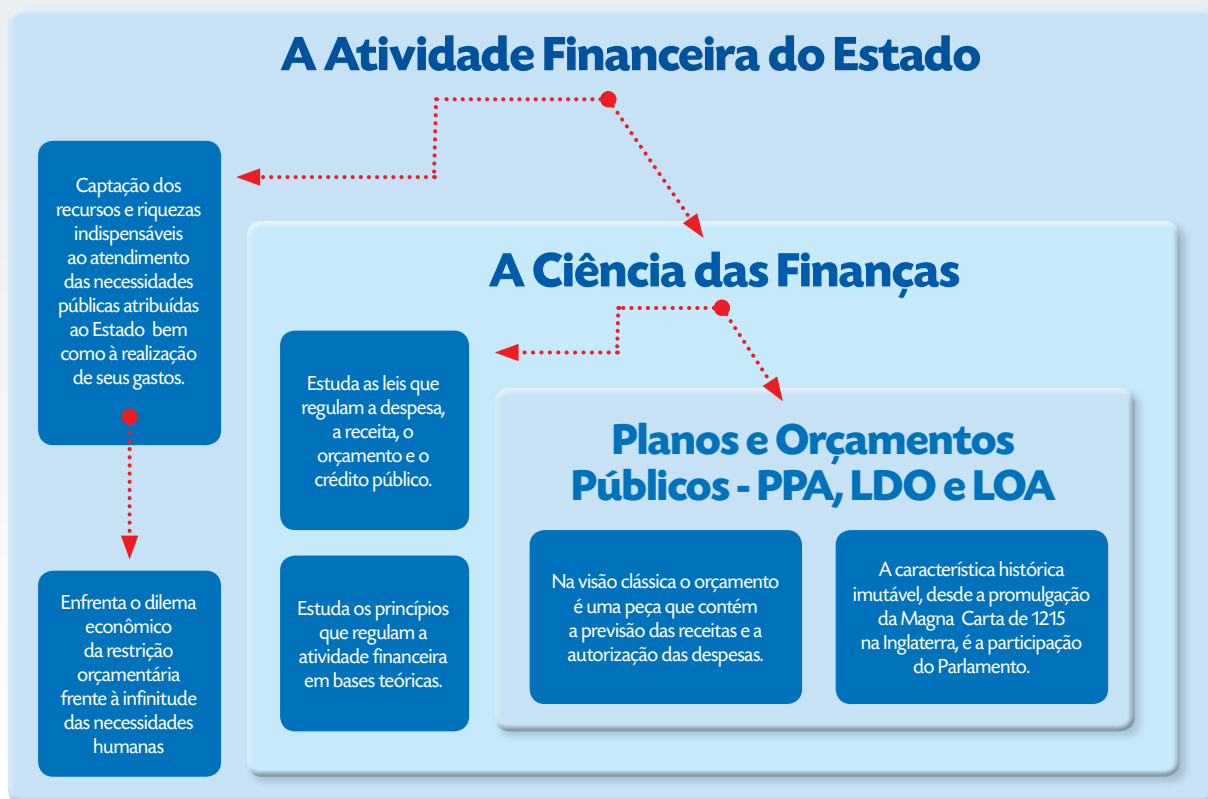 A Atividade Financeira do Estado
Captação dos
recursos e riquezas
indispensáveis
ao atendimento
das necessidades
públicas atribuídas
ao Estado bem
como à realização
de seus gastos.
Enfrenta o dilema
econômico
da restrição
orçamentária
frente à infinitude
das necessidades
humanas
A Ciência das Finanças
Estuda as leis que
regulam a despesa,
a receita, o
orçamento e o
crédito público.
Estuda os princípios
que regulam a
atividade financeira
em bases teóricas.
Planos e Orçamentos
Públicos - PPA, LDO e LOA
Na visão clássica o orçamento
é uma peça que contém
a previsão das receitas e a
autorização das despesas.
A característica histórica
imutável, desde a promulgação
da Magna Carta de 1215
na Inglaterra, é a participação
do Parlamento.